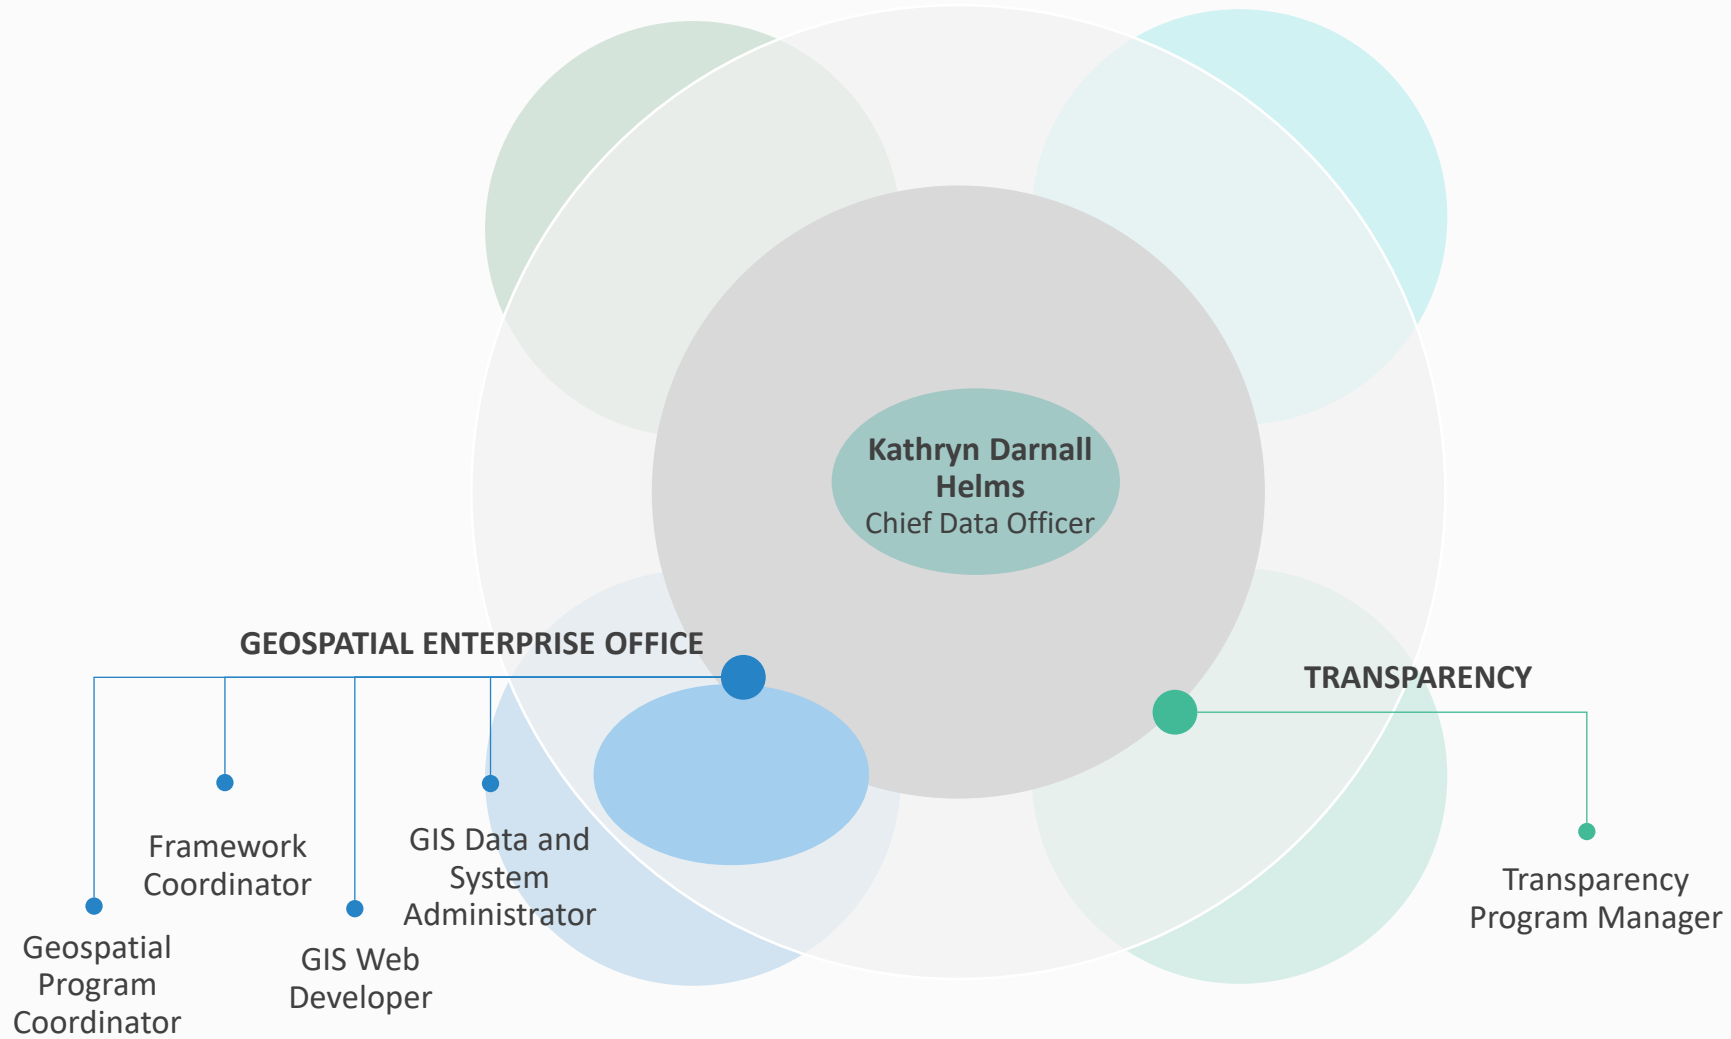 Kathryn Darnall
Helms
Chief Data Officer
GEOSPATIAL ENTERPRISE OFFICE
TRANSPARENCY
Geospatial
Program
Coordinator
Framework
Coordinator
GIS Web
Developer
GIS Data and
System
Administrator
Transparency
Program Manager